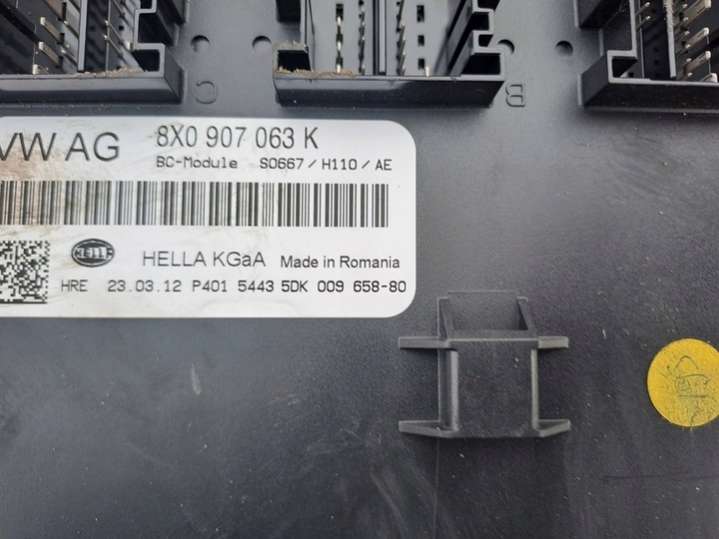 C
B
VW AG 8X0 907 063 K
BC-Module S0667/H110/AE
HELLA HELLA KGaA Made in Romania
HRE 23.03.12 P401 5443 5DK 009 658-80